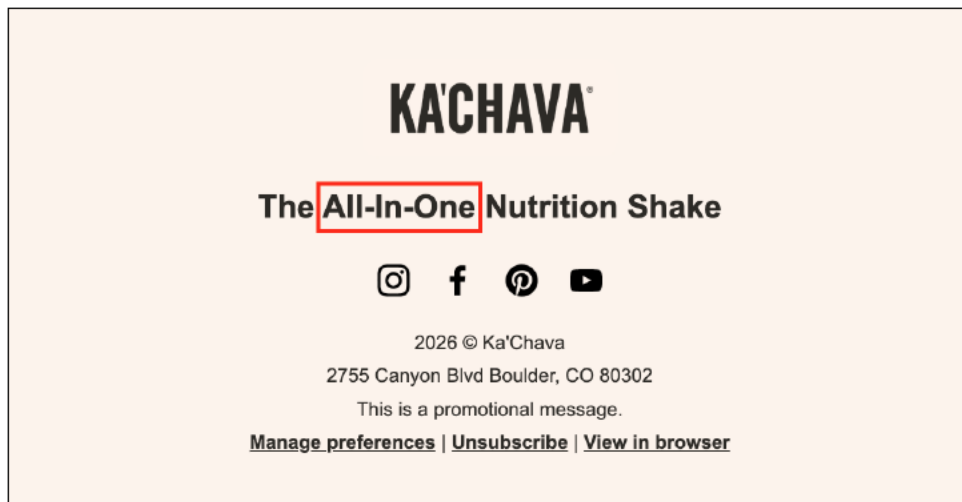 KA'CHAVA®
The All-In-One Nutrition Shake
2026 © Ka'Chava
2755 Canyon Blvd Boulder, CO 80302
This is a promotional message.
Manage preferences | Unsubscribe | View in browser